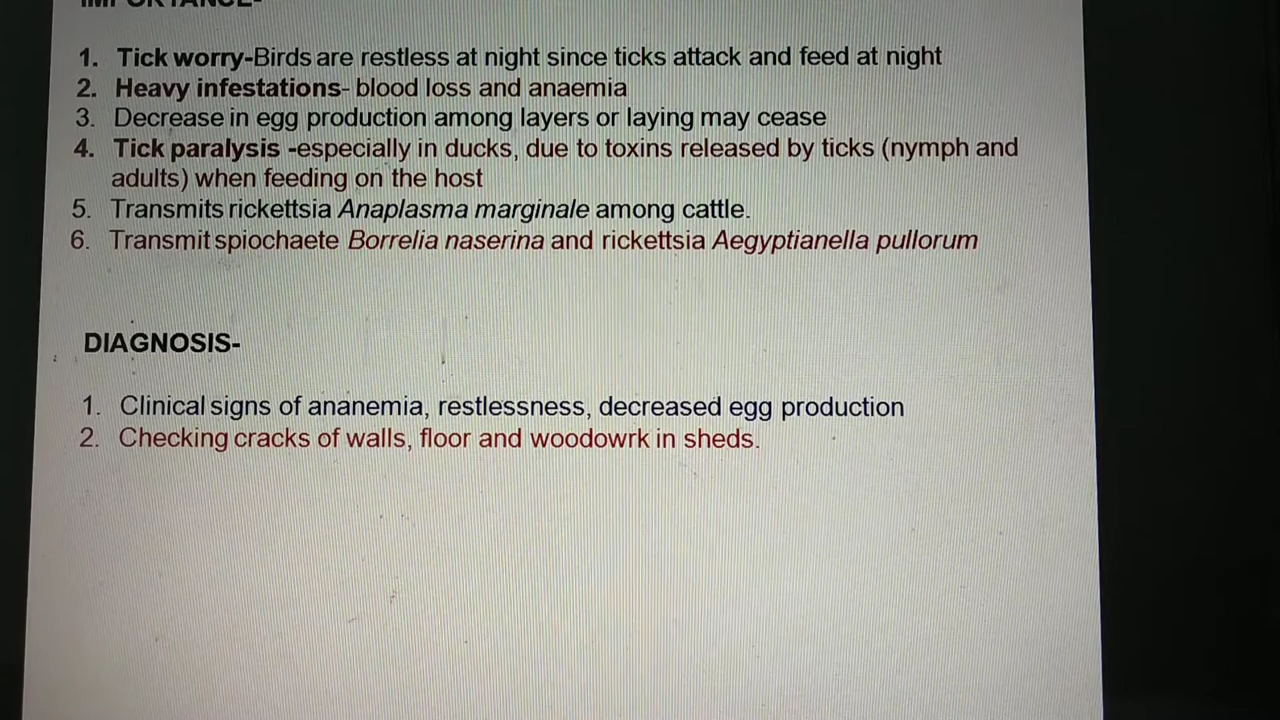 IMPORTANCE-
1. Tick worry-Birds are restless at night since ticks attack and feed at night
2. Heavy infestations- blood loss and anaemia
3. Decrease in egg production among layers or laying may cease
4. Tick paralysis -especially in ducks, due to toxins released by ticks (nymph and
adults) when feeding on the host
5. Transmits rickettsia Anaplasma marginale among cattle.
6. Transmit spiochaete Borrelia naserina and rickettsia Aegyptianella pullorum
DIAGNOSIS-
1. Clinical signs of ananemia, restlessness, decreased egg production
2. Checking cracks of walls, floor and woodowrk in sheds.